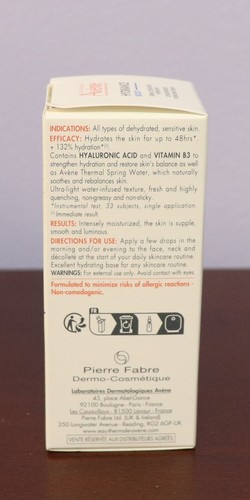 INDICATIONS: All types of dehydrated, sensitive skin.
EFFICACY: Hydrates the skin for up to 48hrs*.
+ 132% hydration*(1)
Contains HYALURONIC ACID and VITAMIN B3 to
strengthen hydration and restore skin's balance as well
as Avène Thermal Spring Water, which naturally
soothes and rebalances skin.
Ultra-light water-infused texture, fresh and highly
quenching, non-greasy and non-sticky.
*Instrumental test, 33 subjects, single application.
(1) Immediate result
RESULTS: Intensely moisturized, the skin is supple,
smooth and luminous.
DIRECTIONS FOR USE: Apply a few drops in the
morning and/or evening to the face, neck and
décolleté at the start of your daily skincare routine.
Excellent hydrating base for any skincare routine.
WARNINGS: For external use only. Avoid contact with eyes.
Formulated to minimize risks of allergic reactions -
Non-comedogenic.
FR
Pierre Fabre
Dermo-Cosmétique
Laboratoires Dermatologiques Avène
45, place Abel-Gance
92100 Boulogne - Paris - France
Les Cauquillous - 81500 Lavaur - France
Pierre Fabre Ltd. (UK & Ireland)
250 Longwater Avenue - Reading, RG2 6GP-UK
www.eau-thermale-avene.com
VENTE RÉSERVÉE AUX DISTRIBUTEURS AGRÉÉS